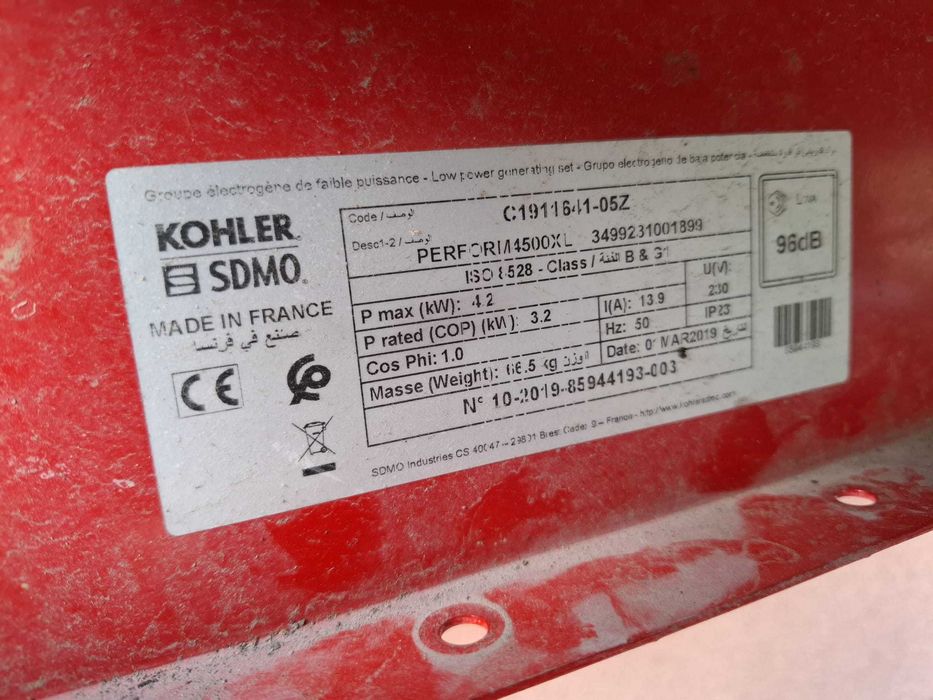 Groupe électrogène de faible puissance - Low power generating set - Grupo electrogeno de baja potencia -
KOHLER
SDMO
MADE IN FRANCE
صنع في فرنسا
CE
Code / الوصف
C1911641-05Z
Desc1-2 / الوصف
PERFORM4500XL 3499231001899
ISO 8528 - Class / الفئة B & G1
P max (kW): 4.2
P rated (COP) (kW): 3.2
Cos Phi: 1.0
Masse (Weight): 66.5 kg الوزن
I(A): 13.9
Hz: 50
U(V):
230
IP23
Date: 01 MAR2019 تاريخ
N° 10-2019-85944193-003
SDMO Industries CS 40047 - 29801 Brest Cedex 9 - France - http://www.kohlersdmo.com
Lwa
96dB